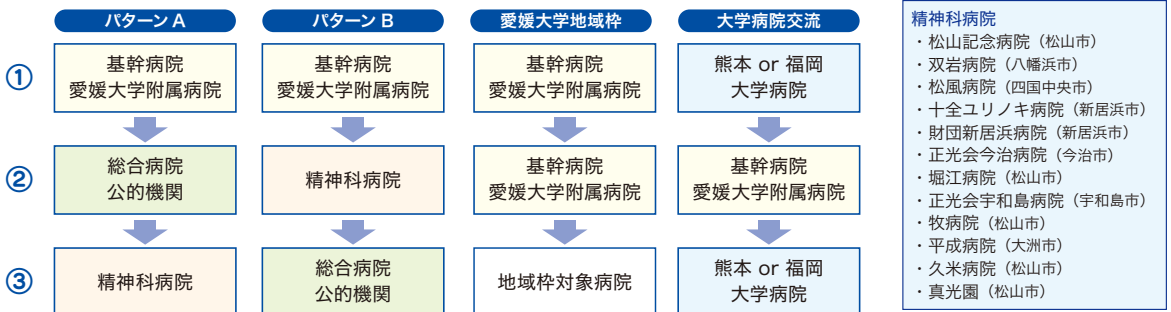 パターン A
パターン B
愛媛大学地域枠
大学病院交流
①
基幹病院
愛媛大学附属病院
基幹病院
愛媛大学附属病院
基幹病院
愛媛大学附属病院
熊本 or 福岡
大学病院
②
総合病院
公的機関
精神科病院
基幹病院
愛媛大学附属病院
基幹病院
愛媛大学附属病院
③
精神科病院
総合病院
公的機関
地域枠対象病院
熊本 or 福岡
大学病院
精神科病院
・松山記念病院（松山市）
・双岩病院（八幡浜市）
・松風病院（四国中央市）
・十全ユリノキ病院（新居浜市）
・財団新居浜病院（新居浜市）
・正光会今治病院（今治市）
・堀江病院（松山市）
・正光会宇和島病院（宇和島市）
・牧病院（松山市）
・平成病院（大洲市）
・久米病院（松山市）
・真光園（松山市）